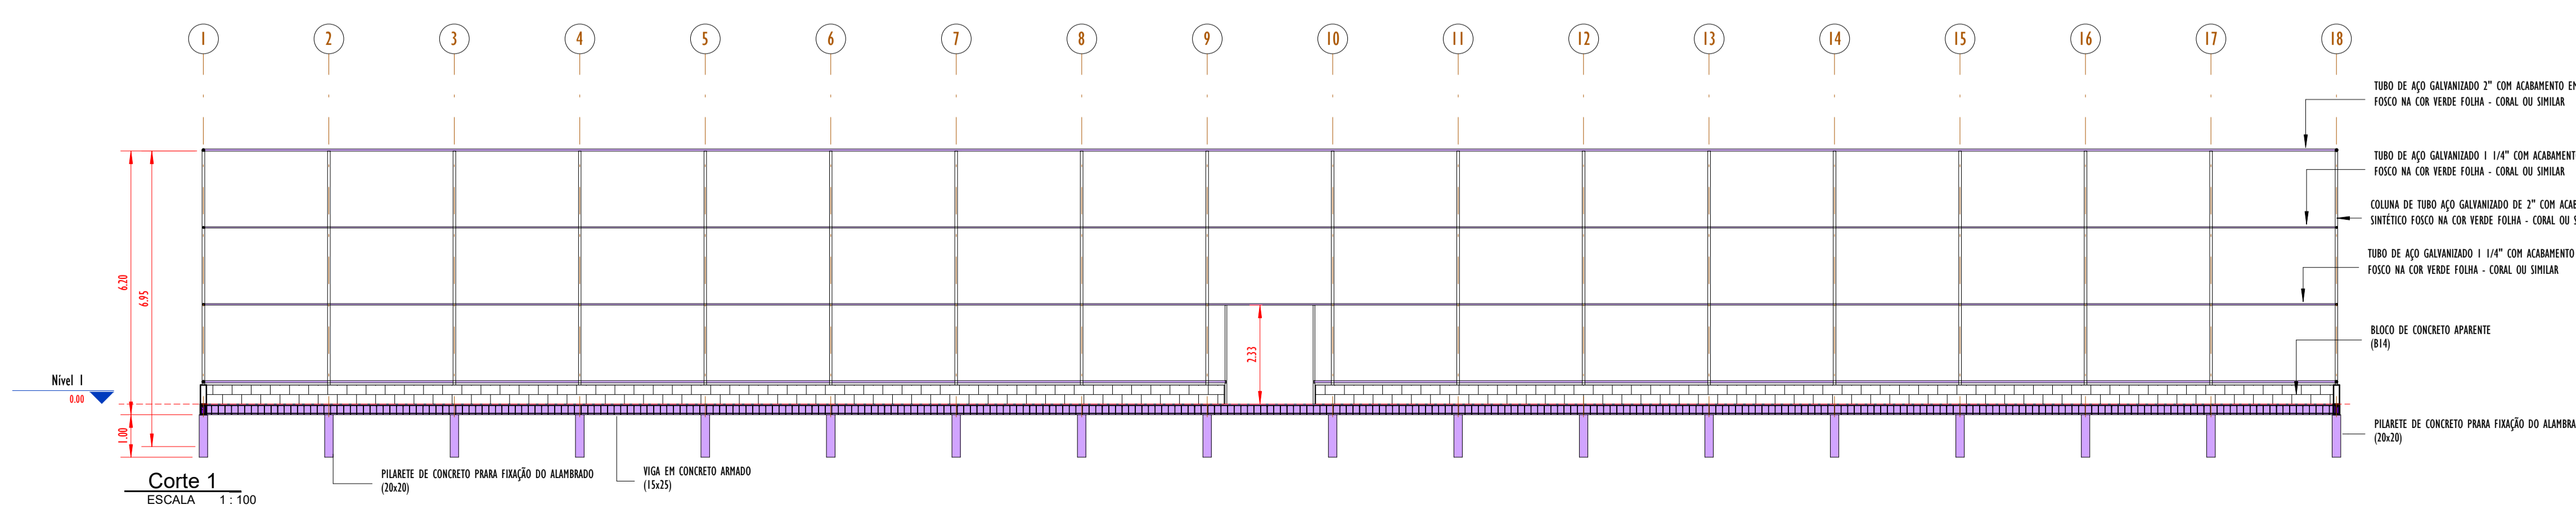 1 2 3 4 5 6 7 8 9 10 11 12 13 14 15 16 17 18
TUBO DE AÇO GALVANIZADO 2" COM ACABAMENTO
FOSCO NA COR VERDE FOLHA - CORAL OU SIMILAR
TUBO DE AÇO GALVANIZADO 1 1/4" COM ACABAMENT
FOSCO NA COR VERDE FOLHA - CORAL OU SIMILAR
COLUNA DE TUBO AÇO GALVANIZADO DE 2" COM
SINTÉTICO FOSCO NA COR VERDE FOLHA - CORAL OU
TUBO DE AÇO GALVANIZADO 1 1/4" COM ACABAMENTO
FOSCO NA COR VERDE FOLHA - CORAL OU SIMILAR
6.20
6.95
2.33
BLOCO DE CONCRETO APARENTE
(B14)
Nível 1
0.00
1.00
PILARETE DE CONCRETO PRARA FIXAÇÃO DO ALAMBRA
(20x20)
PILARETE DE CONCRETO PRARA FIXAÇÃO DO ALAMBRADO
(20x20)
VIGA EM CONCRETO ARMADO
(15x25)
Corte 1
ESCALA 1 : 100